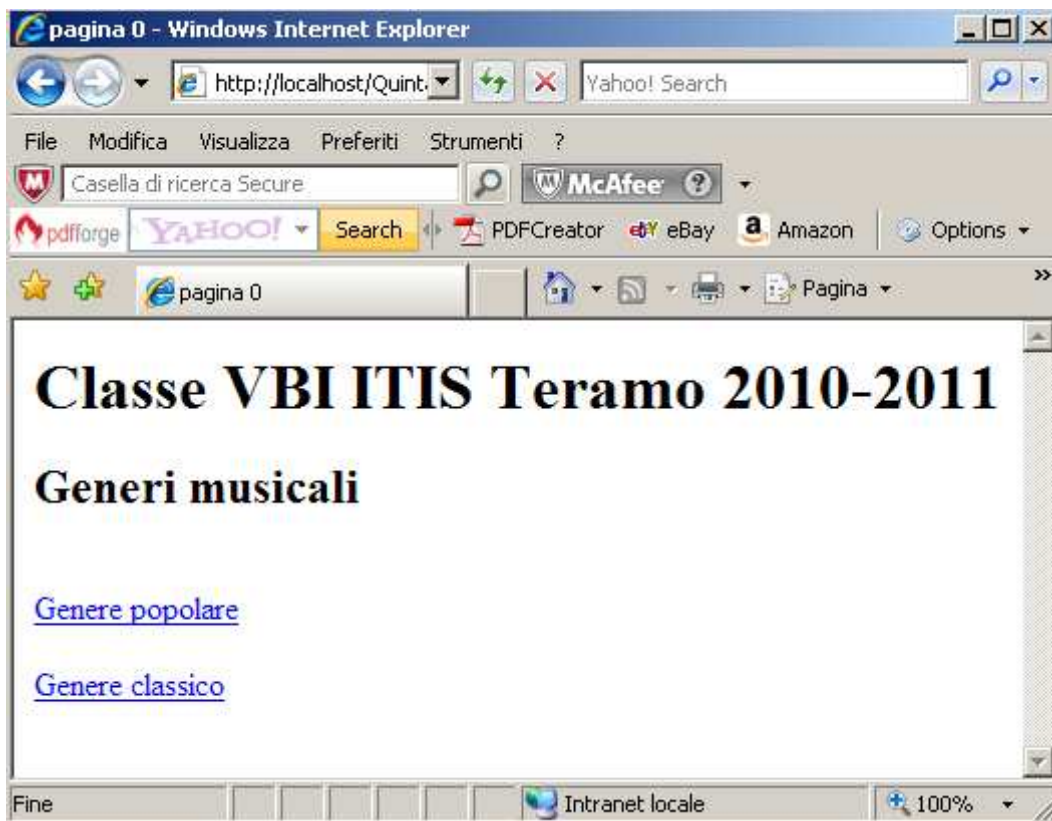 pagina 0 - Windows Internet Explorer
http://localhost/Quint
Yahoo! Search
File Modifica Visualizza Preferiti Strumenti ?
Casella di ricerca Secure McAfee ?
pdfforge YAHOO! Search PDFCreator ebY eBay a Amazon Options
pagina 0 Pagina »
Classe VBI ITIS Teramo 2010-2011
Generi musicali
Genere popolare
Genere classico
Fine Intranet locale 100%